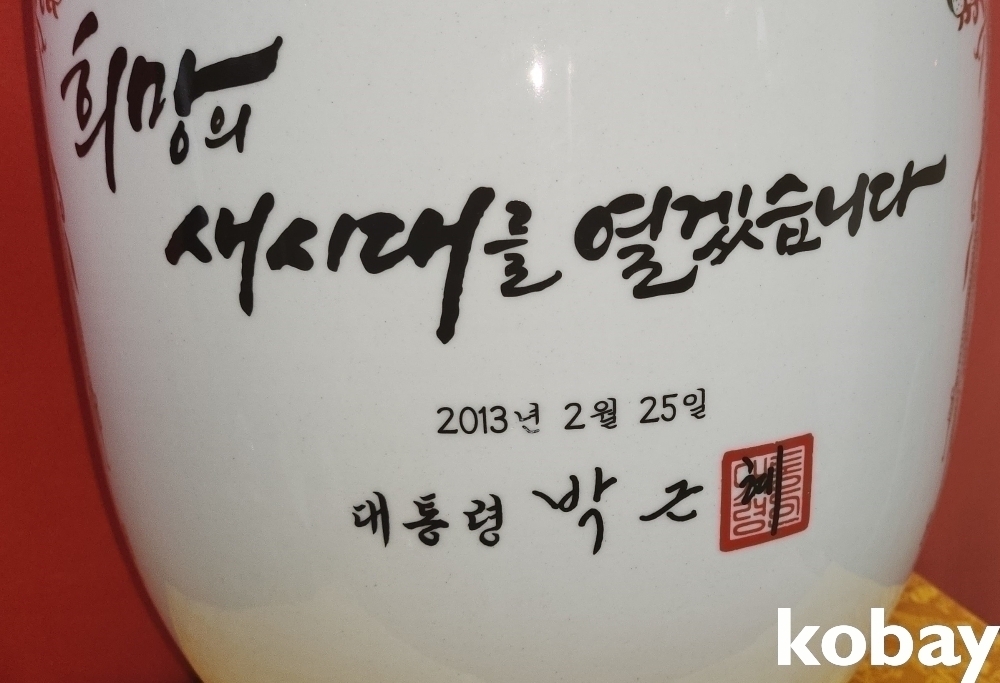 희망의
새시대를 열겠습니다
2013년 2월 25일
대통령 박근혜
kobay